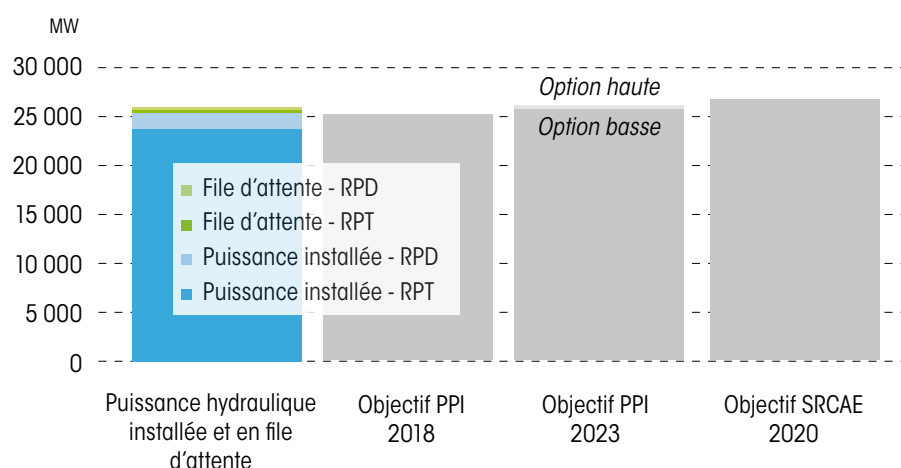 MW
30 000
25 000
20 000
15 000
10 000
5 000
0
Option haute
Option basse
File d'attente - RPD
File d'attente - RPT
Puissance installée - RPD
Puissance installée - RPT
Puissance hydraulique
installée et en file
d'attente
Objectif PPI
2018
Objectif PPI
2023
Objectif SRCAE
2020